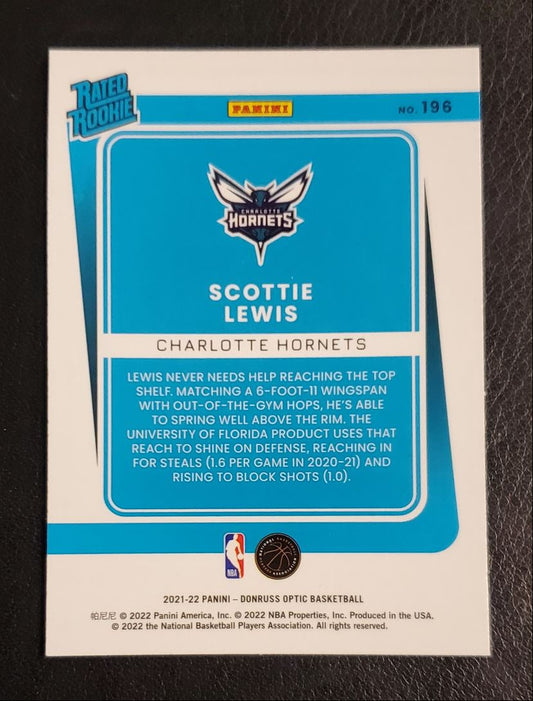 RATED
ROOKIE
PANINI
NO. 196
CHARLOTTE
HORNETS
SCOTTIE
LEWIS
CHARLOTTE HORNETS
LEWIS NEVER NEEDS HELP REACHING THE TOP
SHELF. MATCHING A 6-FOOT-11 WINGSPAN
WITH OUT-OF-THE-GYM HOPS, HE'S ABLE
TO SPRING WELL ABOVE THE RIM. THE
UNIVERSITY OF FLORIDA PRODUCT USES THAT
REACH TO SHINE ON DEFENSE, REACHING IN
FOR STEALS (1.6 PER GAME IN 2020-21) AND
RISING TO BLOCK SHOTS (1.0).
NBA
NATIONAL BASKETBALL PLAYERS ASSOCIATION
2021-22 PANINI – DONRUSS OPTIC BASKETBALL
帕尼尼 © 2022 Panini America, Inc. © 2022 NBA Properties, Inc. Produced in the USA.
© 2022 the National Basketball Players Association. All rights reserved.